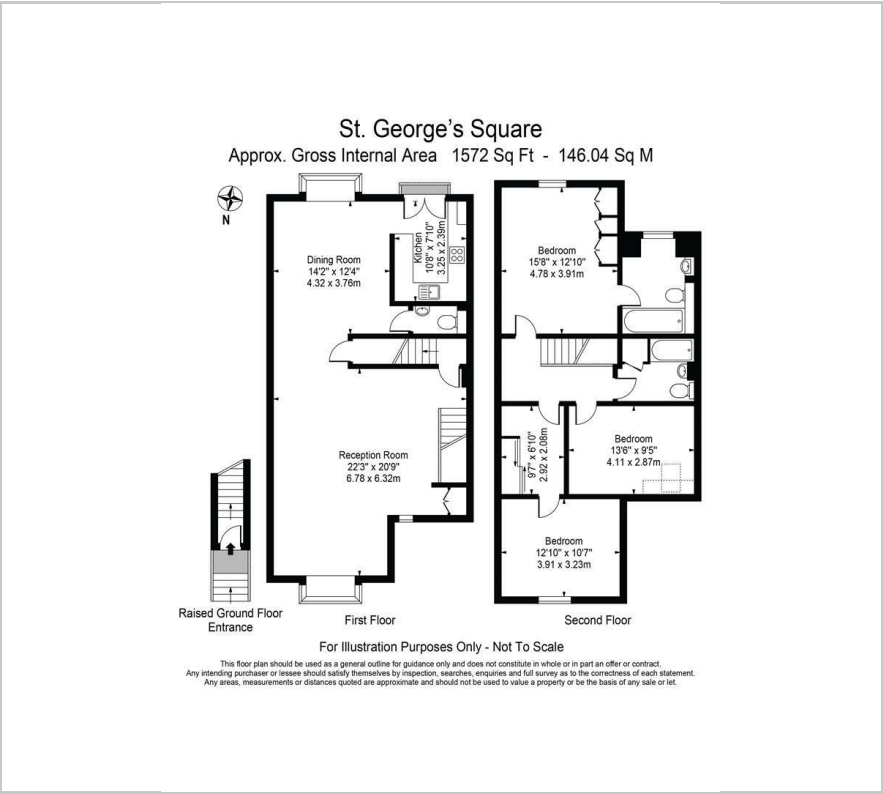 St. George's Square
Approx. Gross Internal Area 1572 Sq Ft - 146.04 Sq M
N
Dining Room
14'2" x 12'4"
4.32 x 3.76m
Kitchen
10'8" x 7'10"
3.25 x 2.39m
Reception Room
22'3" x 20'9"
6.78 x 6.32m
Bedroom
15'8" x 12'10"
4.78 x 3.91m
9'7" x 6'10"
2.92 x 2.08m
Bedroom
13'6" x 9'5"
4.11 x 2.87m
Bedroom
12'10" x 10'7"
3.91 x 3.23m
Raised Ground Floor
Entrance
First Floor
Second Floor
For Illustration Purposes Only - Not To Scale
This floor plan should be used as a general outline for guidance only and does not constitute in whole or in part an offer or contract.
Any intending purchaser or lessee should satisfy themselves by inspection, searches, enquiries and full survey as to the correctness of each statement.
Any areas, measurements or distances quoted are approximate and should not be used to value a property or be the basis of any sale or let.